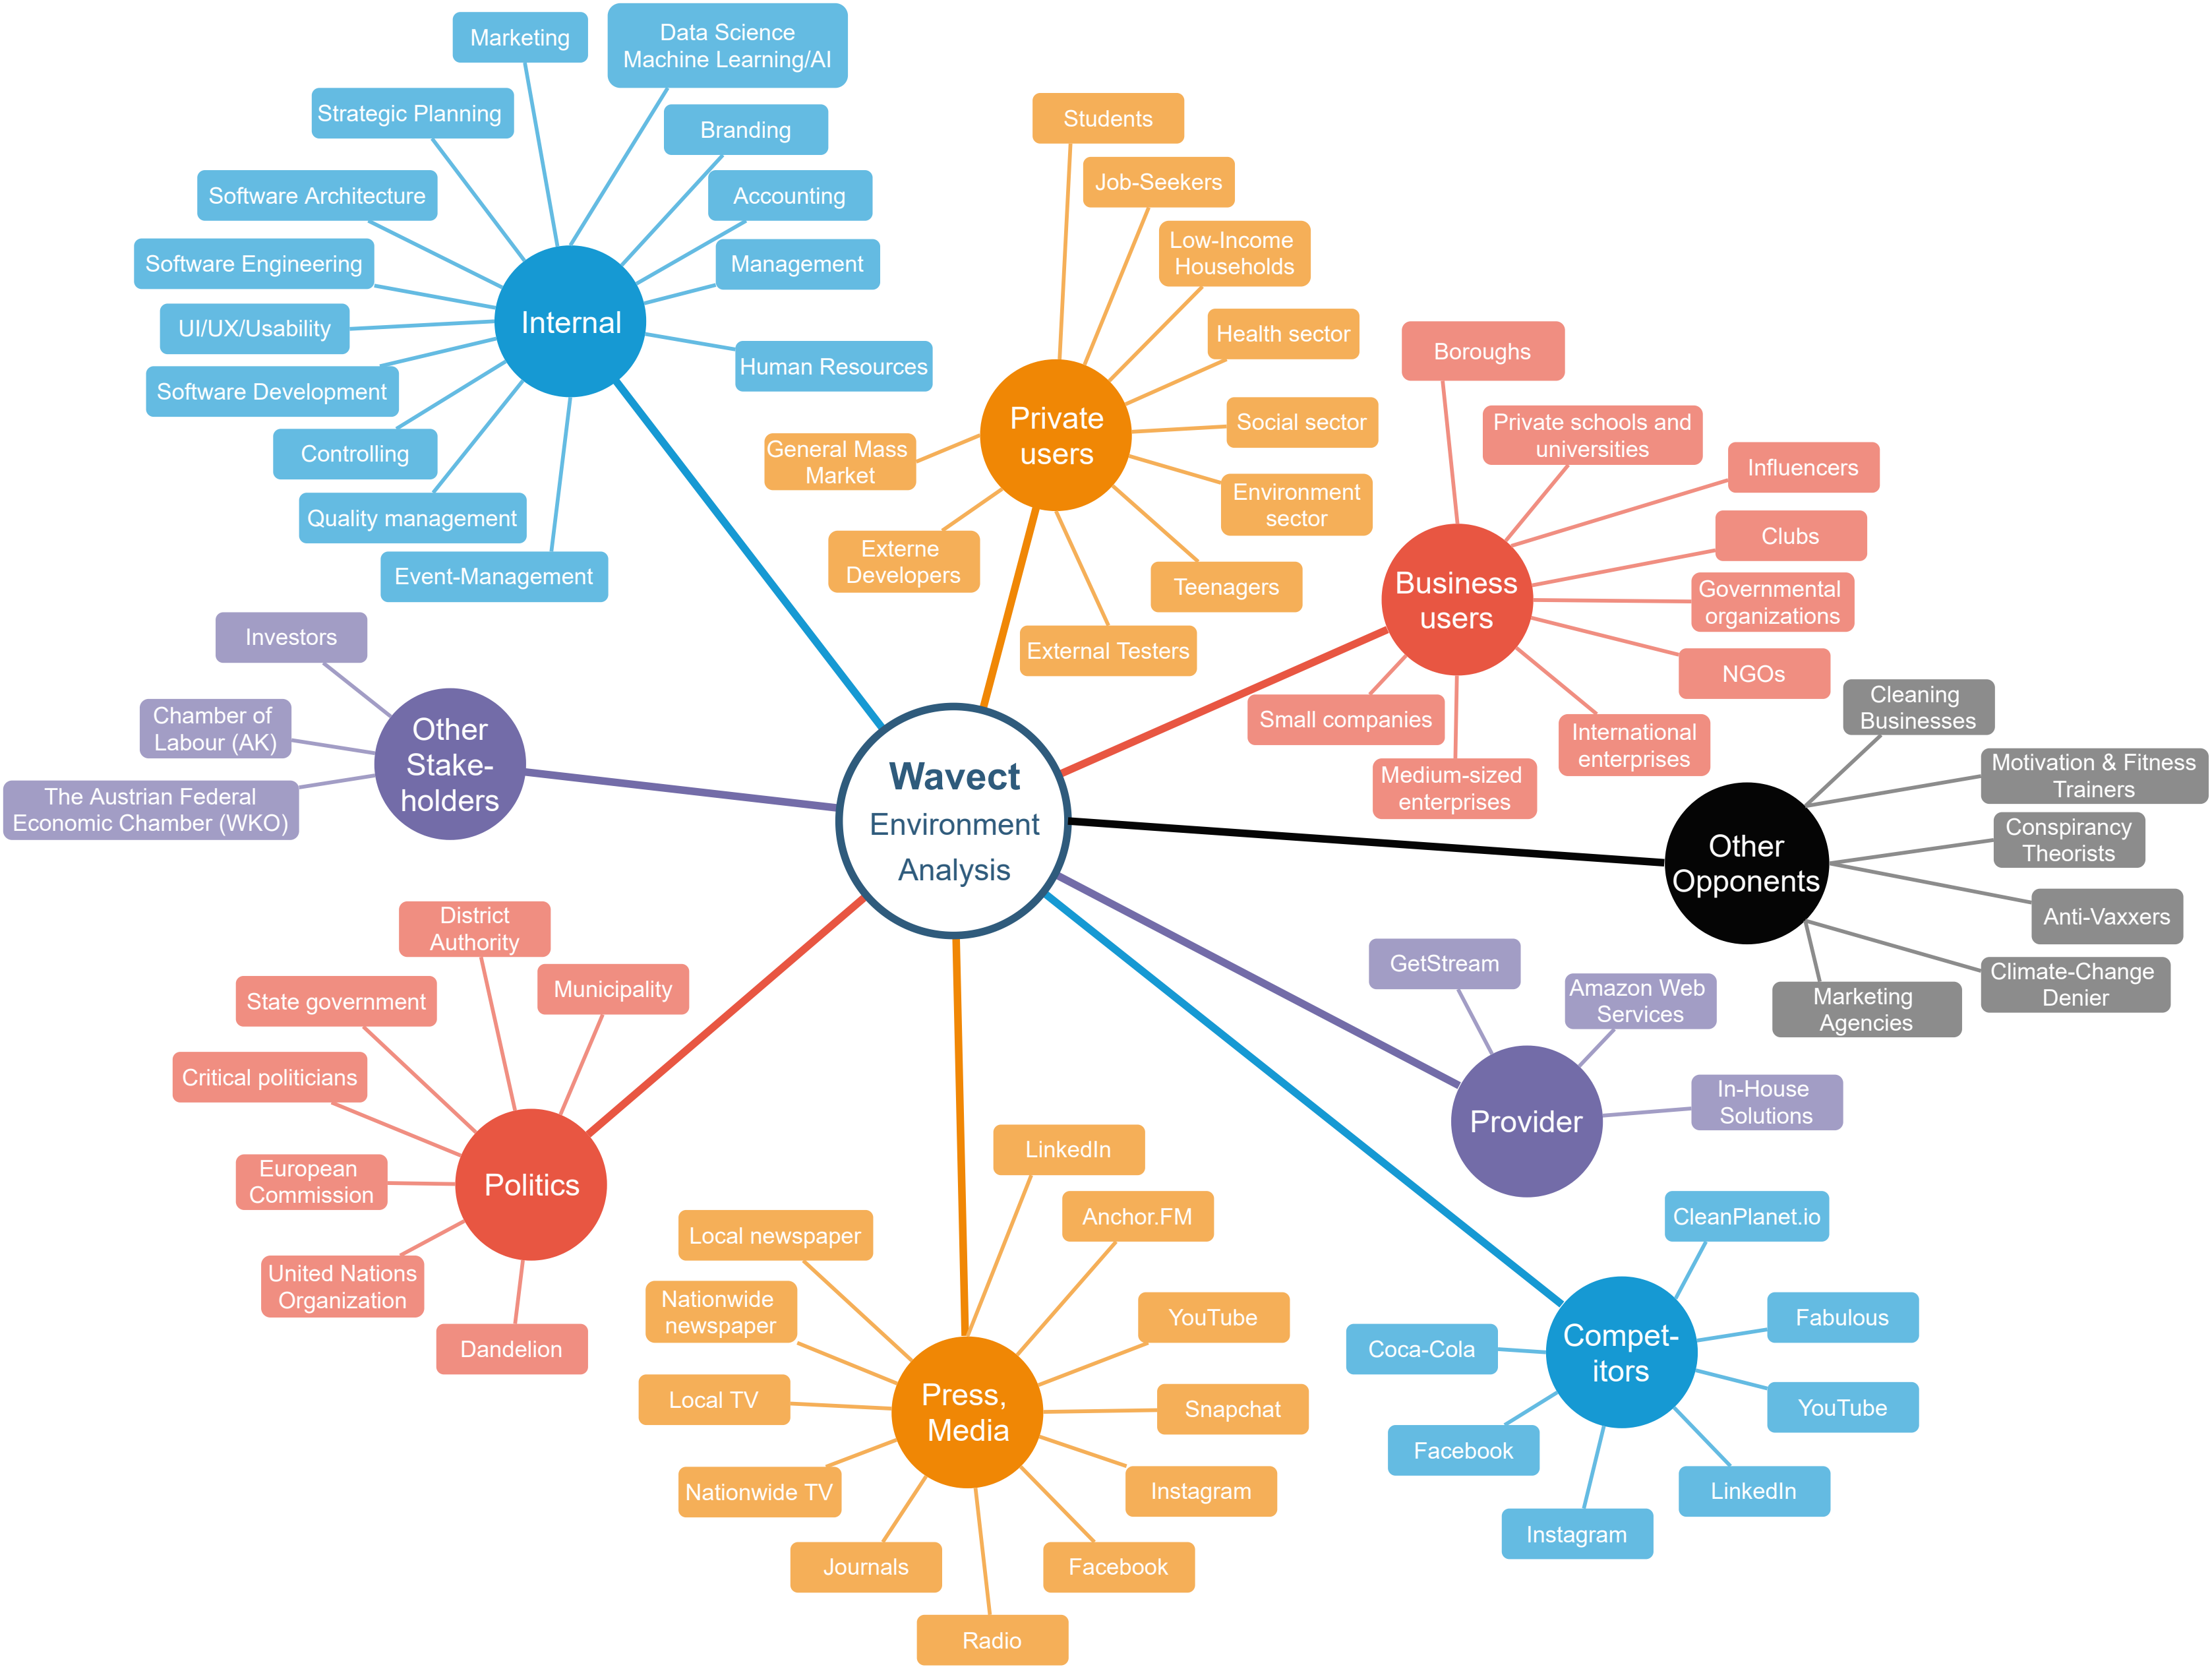 Wavect
Environment
Analysis
Internal
Marketing
Data Science
Machine Learning/AI
Strategic Planning
Branding
Software Architecture
Accounting
Software Engineering
Management
UI/UX/Usability
Human Resources
Software Development
Controlling
Quality management
Event-Management
Private
users
Students
Job-Seekers
Low-Income
Households
Health sector
Social sector
Environment
sector
Teenagers
External Testers
Externe
Developers
General Mass
Market
Business
users
Boroughs
Private schools and
universities
Influencers
Clubs
Governmental
organizations
NGOs
International
enterprises
Medium-sized
enterprises
Small companies
Other
Opponents
Cleaning
Businesses
Motivation & Fitness
Trainers
Conspirancy
Theorists
Anti-Vaxxers
Climate-Change
Denier
Marketing
Agencies
Provider
GetStream
Amazon Web
Services
In-House
Solutions
Compet-
itors
CleanPlanet.io
Fabulous
YouTube
LinkedIn
Instagram
Facebook
Coca-Cola
Press,
Media
LinkedIn
Anchor.FM
YouTube
Snapchat
Instagram
Facebook
Radio
Journals
Nationwide TV
Local TV
Nationwide
newspaper
Local newspaper
Politics
Municipality
District
Authority
State government
Critical politicians
European
Commission
United Nations
Organization
Dandelion
Other
Stake-
holders
Investors
Chamber of
Labour (AK)
The Austrian Federal
Economic Chamber (WKO)